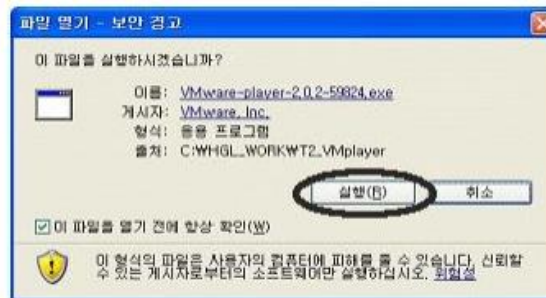 파일 열기 - 보안 경고
이 파일을 실행하시겠습니까?
이름: VMware-player-2.0.2-59824.exe
게시자: VMware, Inc.
형식: 응용 프로그램
출처: C:₩HGL_WORK₩T2_VMplayer
실행(R) 취소
이 파일을 열기 전에 항상 확인(W)
이 형식의 파일은 사용자의 컴퓨터에 피해를 줄 수 있습니다. 신뢰할
수 있는 게시자로부터의 소프트웨어만 실행하십시오. 위험성